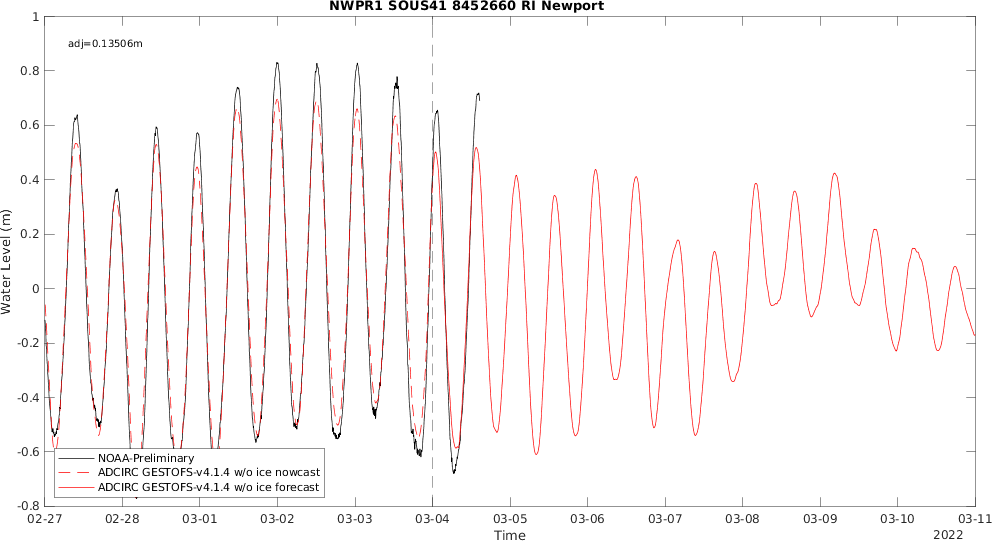 NWPR1 SOUS41 8452660 RI Newport
adj=0.13506m
Water Level (m)
1
0.8
0.6
0.4
0.2
0
-0.2
-0.4
-0.6
-0.8
NOAA-Preliminary
ADCIRC GESTOFS-v4.1.4 w/o ice nowcast
ADCIRC GESTOFS-v4.1.4 w/o ice forecast
02-27 02-28 03-01 03-02 03-03 03-04 03-05 03-06 03-07 03-08 03-09 03-10 03-11
Time
2022